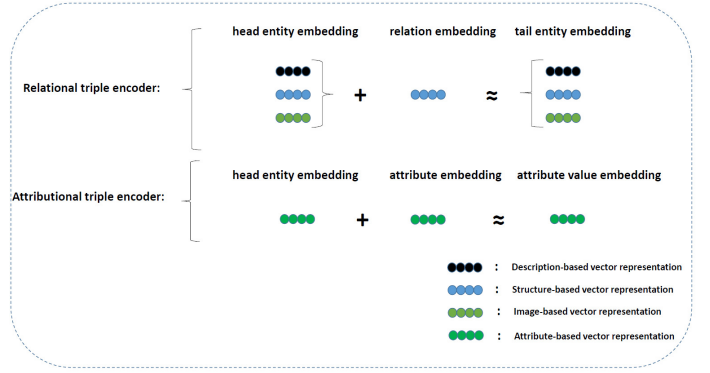 head entity embedding relation embedding tail entity embedding
Relational triple encoder:
+ ≈
head entity embedding attribute embedding attribute value embedding
Attributional triple encoder:
+ ≈
: Description-based vector representation
: Structure-based vector representation
: Image-based vector representation
: Attribute-based vector representation